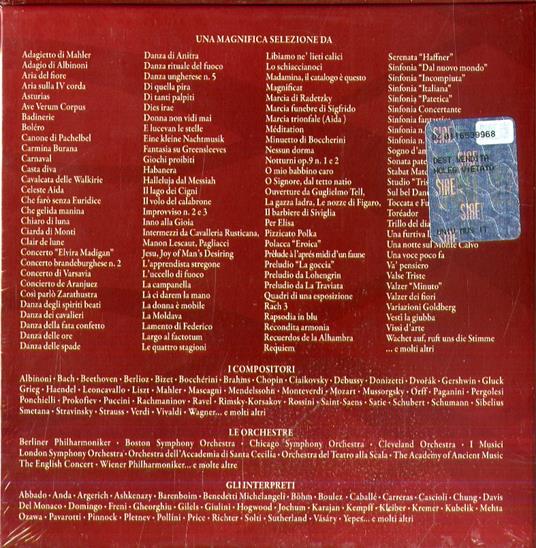 UNA MAGNIFICA SELEZIONE DA
Adagietto di Mahler
Adagio di Albinoni
Aria del fiore
Aria sulla IV corda
Asturias
Ave Verum Corpus
Badinerie
Boléro
Canone di Pachelbel
Carmina Burana
Carnaval
Casta diva
Cavalcata delle Walkirie
Celeste Aida
Che farò senza Euridice
Che gelida manina
Chiaro di luna
Ciarda di Monti
Clair de lune
Concerto "Elvira Madigan"
Concerto brandeburghese n. 2
Concerto di Varsavia
Concierto de Aranjuez
Così parlò Zarathustra
Danza degli spiriti beati
Danza dei cavalieri
Danza della fata confetto
Danza delle ore
Danza delle spade
Danza di Anitra
Danza rituale del fuoco
Danza ungherese n. 5
Di quella pira
Di tanti palpiti
Dies irae
Donna non vidi mai
E lucevan le stelle
Eine kleine Nachtmusik
Fantasia su Greensleeves
Giochi proibiti
Habanera
Halleluja dal Messiah
Il lago dei Cigni
Il volo del calabrone
Improvviso n. 2 e 3
Inno alla Gioia
Intermezzi da Cavalleria Rusticana,
Manon Lescaut, Pagliacci
Jesu, Joy of Man's Desiring
L'apprendista stregone
L'uccello di fuoco
La campanella
Là ci darem la mano
La donna è mobile
La Moldava
Lamento di Federico
Largo al factotum
Le quattro stagioni
Libiamo ne' lieti calici
Lo schiaccianoci
Madamina, il catalogo è questo
Magnificat
Marcia di Radetzky
Marcia funebre di Sigfrido
Marcia trionfale (Aida)
Méditation
Minuetto di Boccherini
Nessun dorma
Notturni op.9 n. 1 e 2
O mio babbino caro
O Signore, dal tetto natio
Ouverture da Guglielmo Tell,
La gazza ladra, Le nozze di Figaro,
Il barbiere di Siviglia
Per Elisa
Pizzicato Polka
Polacca "Eroica"
Prélude à l'après midi d'un faune
Preludio "La goccia"
Preludio da Lohengrin
Preludio da La Traviata
Quadri di una esposizione
Rach 3
Rapsodia in blu
Recondita armonia
Recuerdos de la Alhambra
Requiem
Serenata "Haffner"
Sinfonia "Dal nuovo mondo"
Sinfonia "Incompiuta"
Sinfonia "Italiana"
Sinfonia "Patetica"
Sinfonia Concertante
Sinfonia fantastica
Sinfonia n.
Sinfonia n.
Sogno d'am
Sonata pate
Stabat Mate
Studio "Tris
Sul bel Dan
Toccata e Fu
Toréador
Trillo del dia
Una furtiva l
Una notte sul Monte Calvo
Una voce poco fa
Va' pensiero
Valse Triste
Valzer "Minuto"
Valzer dei fiori
Variazioni Goldberg
Vesti la giubba
Vissi d'arte
Wachet auf, ruft uns die Stimme
... e molti altri
SIRE
DEST. VENDITA
NOLEG VIETATO
SIRE
SIRE
I COMPOSITORI
Albinoni · Bach · Beethoven · Berlioz · Bizet · Boccherini · Brahms · Chopin · Ciaikovsky · Debussy · Donizetti · Dvořák · Gershwin · Gluck
Grieg · Haendel · Leoncavallo · Liszt · Mahler · Mascagni · Mendelssohn · Monteverdi · Mozart · Mussorgsky · Orff · Paganini · Pergolesi
Ponchielli · Prokofiev · Puccini · Rachmaninov · Ravel · Rimsky-Korsakov · Rossini · Saint-Saens · Satie · Schubert · Schumann · Sibelius
Smetana · Stravinsky · Strauss · Verdi · Vivaldi · Wagner... e molti altri
LE ORCHESTRE
Berliner Philharmoniker · Boston Symphony Orchestra · Chicago Symphony Orchestra · Cleveland Orchestra · I Musici
London Symphony Orchestra · Orchestra dell'Accademia di Santa Cecilia · Orchestra del Teatro alla Scala · The Academy of Ancient Music
The English Concert · Wiener Philharmoniker... e molte altre
GLI INTERPRETI
Abbado · Anda · Argerich · Ashkenazy · Barenboim · Benedetti Michelangeli · Böhm · Boulez · Caballé · Carreras · Cascioli · Chung · Davis
Del Monaco · Domingo · Freni · Gheorghiu · Gilels · Giulini · Hogwood · Jochum · Karajan · Kempff · Kleiber · Kremer · Kubelik · Mehta
Ozawa · Pavarotti · Pinnock · Pletnev · Pollini · Price · Richter · Solti · Sutherland · Vásáry · Yepes... e molti altri